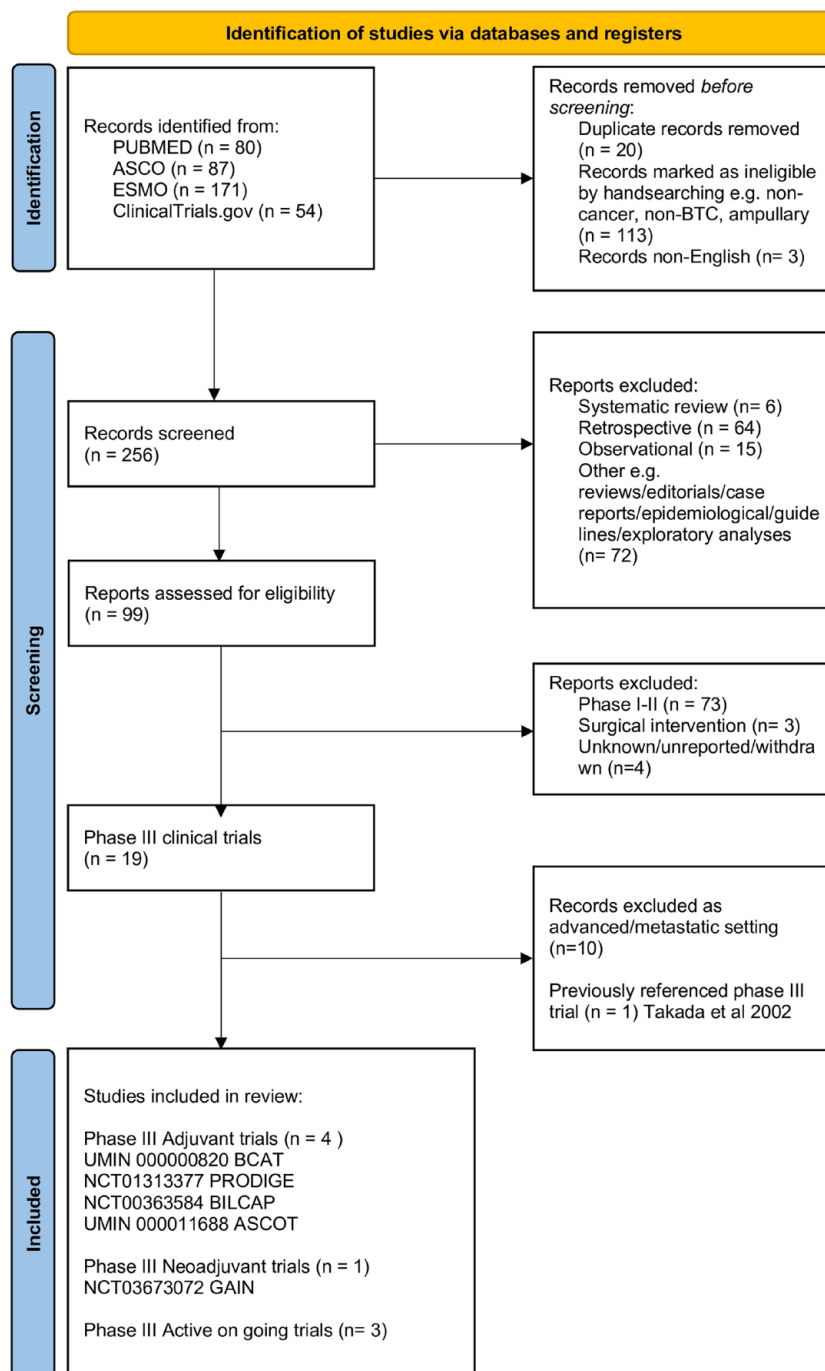 Identification of studies via databases and registers
Identification
Records identified from:
PUBMED (n = 80)
ASCO (n = 87)
ESMO (n = 171)
ClinicalTrials.gov (n = 54)
Records removed before
screening:
Duplicate records removed
(n = 20)
Records marked as ineligible
by handsearching e.g. non-
cancer, non-BTC, ampullary
(n = 113)
Records non-English (n= 3)
Screening
Records screened
(n = 256)
Reports excluded:
Systematic review (n= 6)
Retrospective (n = 64)
Observational (n = 15)
Other e.g.
reviews/editorials/case
reports/epidemiological/guide
lines/exploratory analyses
(n= 72)
Reports assessed for eligibility
(n = 99)
Reports excluded:
Phase I-II (n = 73)
Surgical intervention (n= 3)
Unknown/unreported/withdra
wn (n=4)
Phase III clinical trials
(n = 19)
Records excluded as
advanced/metastatic setting
(n=10)
Previously referenced phase III
trial (n = 1) Takada et al 2002
Included
Studies included in review:
Phase III Adjuvant trials (n = 4 )
UMIN 000000820 BCAT
NCT01313377 PRODIGE
NCT00363584 BILCAP
UMIN 000011688 ASCOT
Phase III Neoadjuvant trials (n = 1)
NCT03673072 GAIN
Phase III Active on going trials (n= 3)